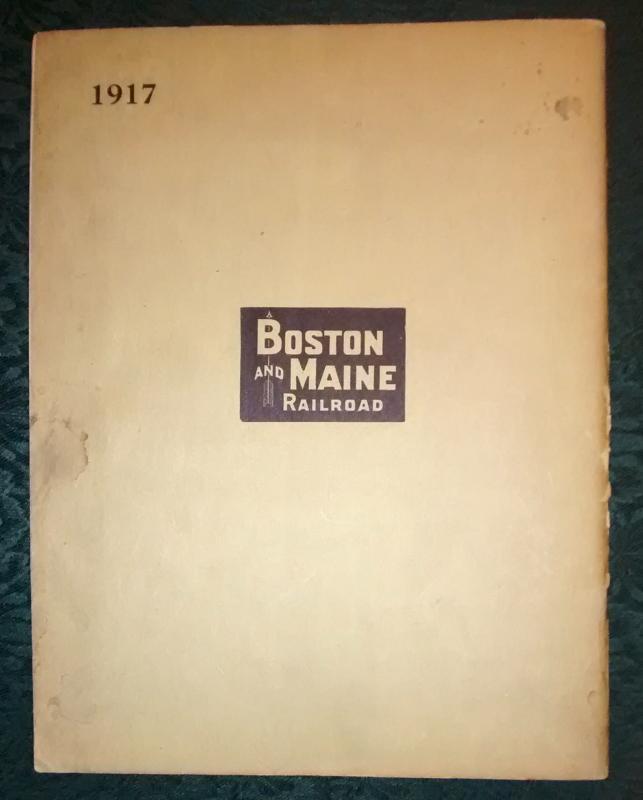 1917
BOSTON
AND MAINE
RAILROAD